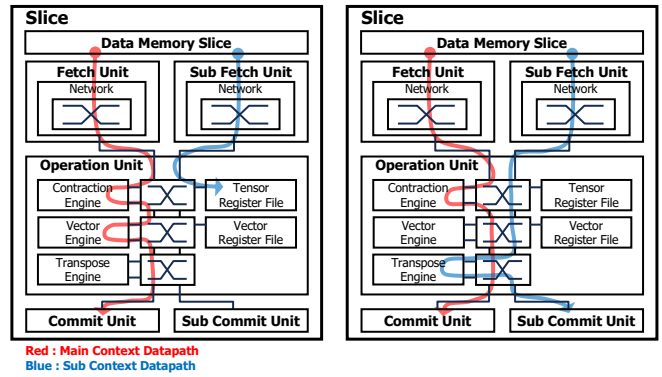 Slice
Data Memory Slice
Fetch Unit
Network
Sub Fetch Unit
Network
Operation Unit
Contraction
Engine
Tensor
Register File
Vector
Engine
Vector
Register File
Transpose
Engine
Commit Unit
Sub Commit Unit
Slice
Data Memory Slice
Fetch Unit
Network
Sub Fetch Unit
Network
Operation Unit
Contraction
Engine
Tensor
Register File
Vector
Engine
Vector
Register File
Transpose
Engine
Commit Unit
Sub Commit Unit
Red : Main Context Datapath
Blue : Sub Context Datapath